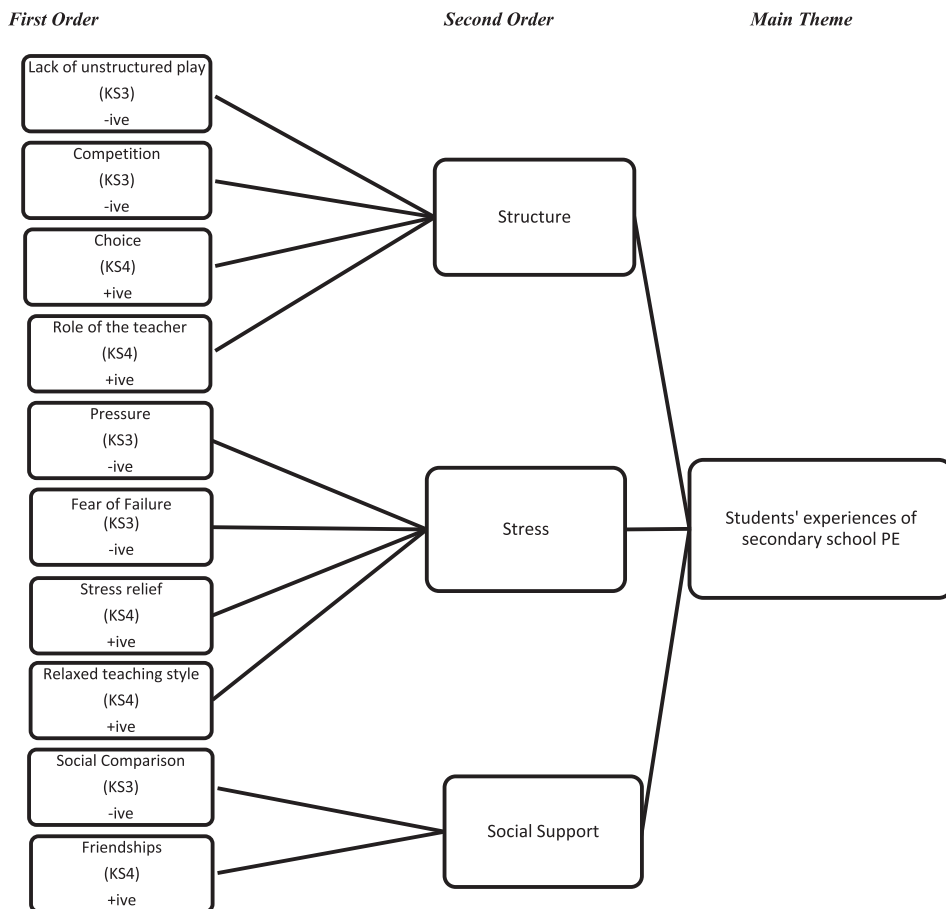 First Order
Second Order
Main Theme
Lack of unstructured play
(KS3)
-ive
Competition
(KS3)
-ive
Choice
(KS4)
+ive
Role of the teacher
(KS4)
+ive
Pressure
(KS3)
-ive
Fear of Failure
(KS3)
-ive
Stress relief
(KS4)
+ive
Relaxed teaching style
(KS4)
+ive
Social Comparison
(KS3)
-ive
Friendships
(KS4)
+ive
Structure
Stress
Social Support
Students' experiences of
secondary school PE